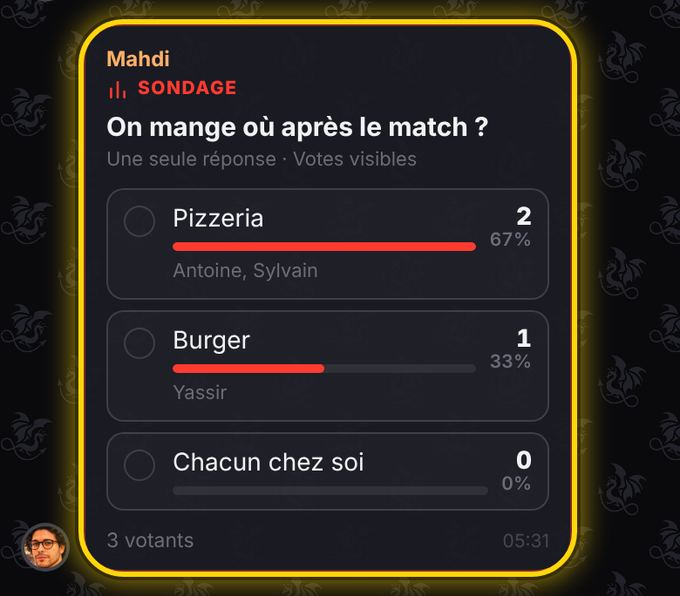 Mahdi
SONDAGE
On mange où après le match ?
Une seule réponse · Votes visibles
Pizzeria
2
67%
Antoine, Sylvain
Burger
1
33%
Yassir
Chacun chez soi
0
0%
3 votants
05:31